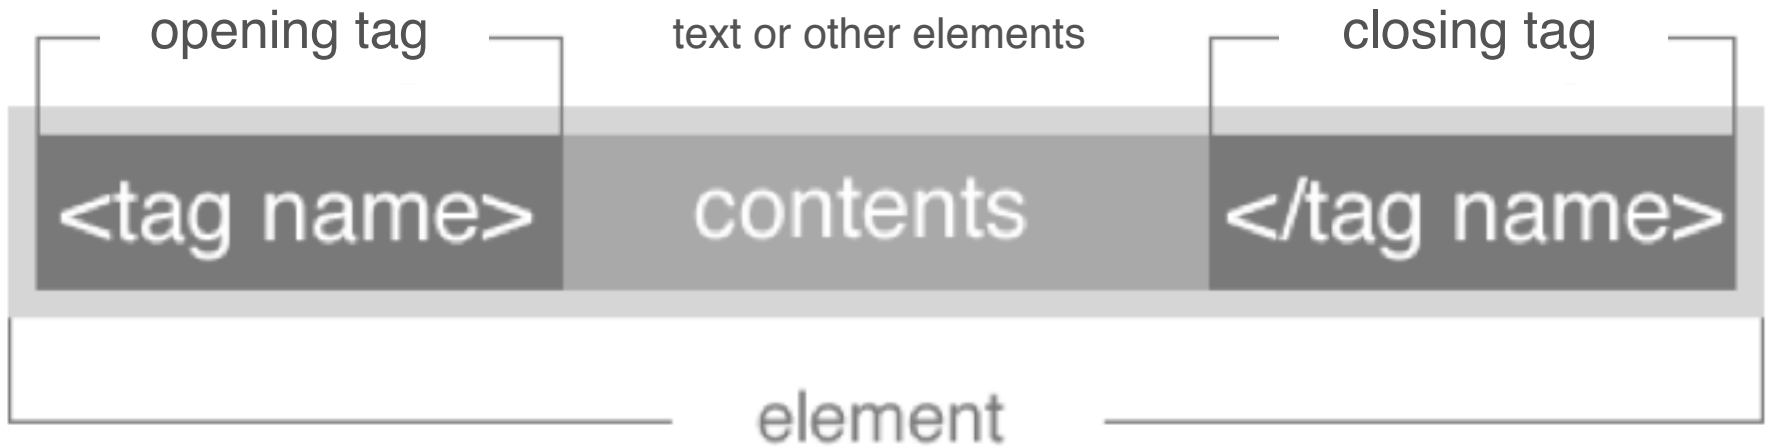 opening tag text or other elements closing tag
<tag name> contents </tag name>
element